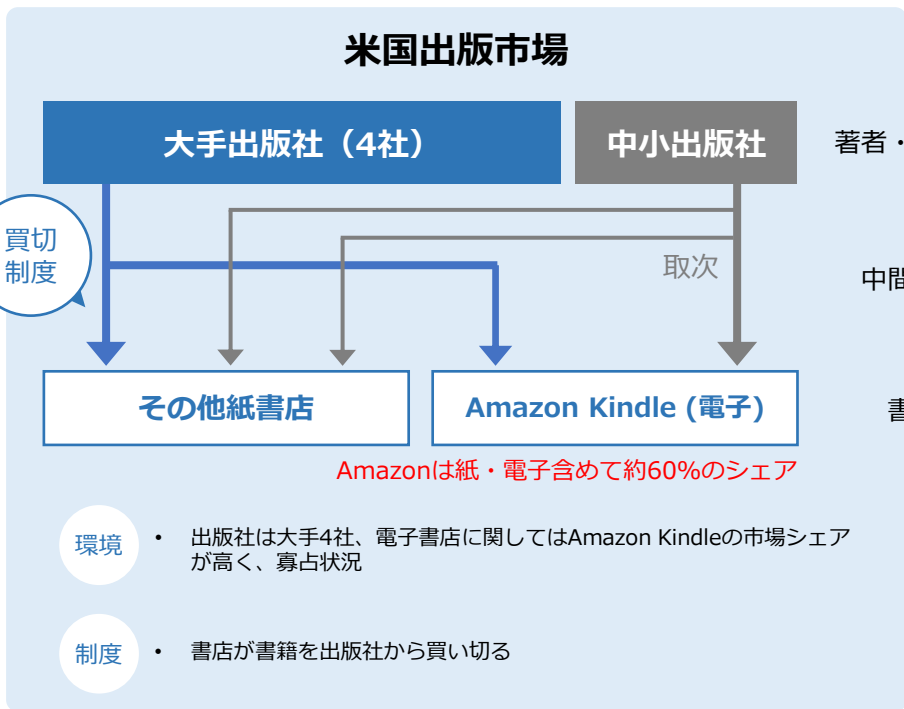 米国出版市場
大手出版社（4社）
中小出版社
著者・
買切
制度
取次
中間
その他紙書店
Amazon Kindle (電子)
書
Amazonは紙・電子含めて約60%のシェア
環境
• 出版社は大手4社、電子書店に関してはAmazon Kindleの市場シェア
が高く、寡占状況
制度
• 書店が書籍を出版社から買い切る